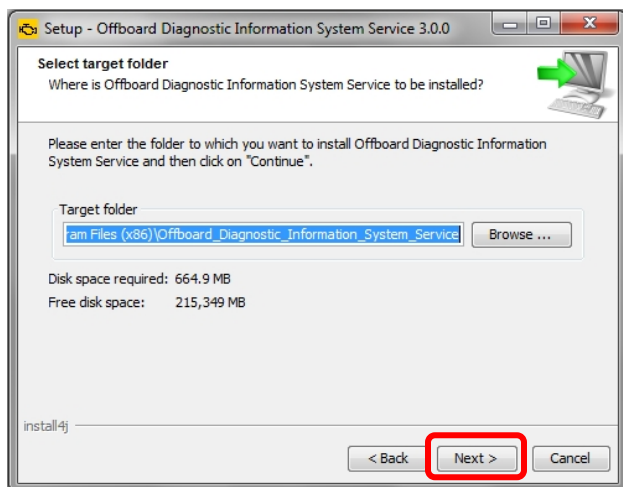 Setup - Offboard Diagnostic Information System Service 3.0.0
Select target folder
Where is Offboard Diagnostic Information System Service to be installed?
Please enter the folder to which you want to install Offboard Diagnostic Information
System Service and then click on "Continue".
Target folder
ram Files (x86)\Offboard_Diagnostic_Information_System_Service
Browse ...
Disk space required: 664.9 MB
Free disk space: 215,349 MB
install4j
< Back Next > Cancel